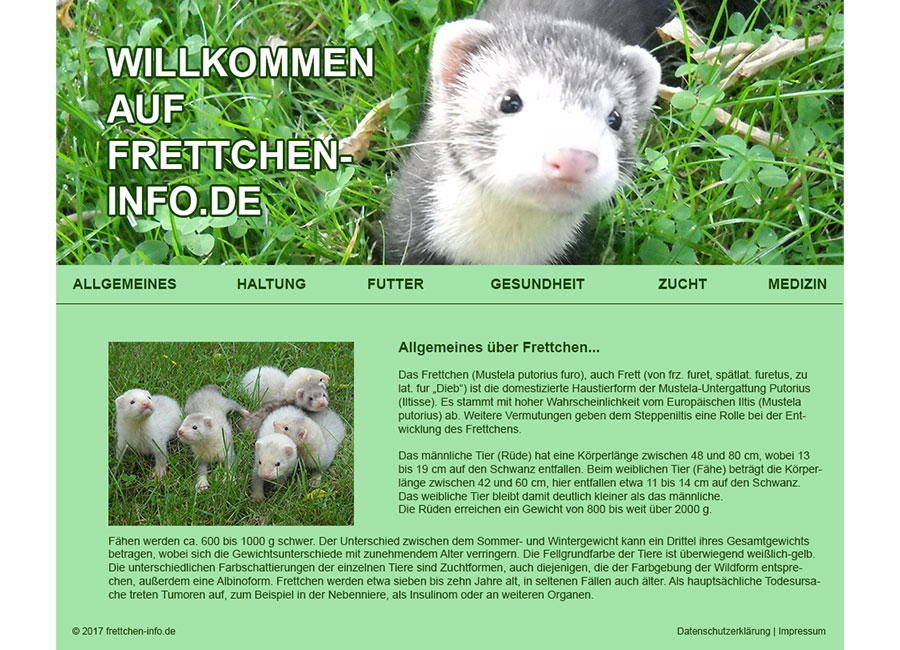 WILLKOMMEN
AUF
FRETTCHEN-
INFO.DE
ALLGEMEINES HALTUNG FUTTER GESUNDHEIT ZUCHT MEDIZIN
Allgemeines über Frettchen...
Das Frettchen (Mustela putorius furo), auch Frett (von frz. furet, spätlat. furetus, zu
lat. fur „Dieb“) ist die domestizierte Haustierform der Mustela-Untergattung Putorius
(Iltisse). Es stammt mit hoher Wahrscheinlichkeit vom Europäischen Iltis (Mustela
putorius) ab. Weitere Vermutungen geben dem Steppeniltis eine Rolle bei der Ent-
wicklung des Frettchens.
Das männliche Tier (Rüde) hat eine Körperlänge zwischen 48 und 80 cm, wobei 13
bis 19 cm auf den Schwanz entfallen. Beim weiblichen Tier (Fähe) beträgt die Körper-
länge zwischen 42 und 60 cm, hier entfallen etwa 11 bis 14 cm auf den Schwanz.
Das weibliche Tier bleibt damit deutlich kleiner als das männliche.
Die Rüden erreichen ein Gewicht von 800 bis weit über 2000 g.
Fähen werden ca. 600 bis 1000 g schwer. Der Unterschied zwischen dem Sommer- und Wintergewicht kann ein Drittel ihres Gesamtgewichts
betragen, wobei sich die Gewichtsunterschiede mit zunehmendem Alter verringern. Die Fellgrundfarbe der Tiere ist überwiegend weißlich-gelb.
Die unterschiedlichen Farbschattierungen der einzelnen Tiere sind Zuchtformen, auch diejenigen, die der Farbgebung der Wildform entspre-
chen, außerdem eine Albinoform. Frettchen werden etwa sieben bis zehn Jahre alt, in seltenen Fällen auch älter. Als hauptsächliche Todesursa-
che treten Tumoren auf, zum Beispiel in der Nebenniere, als Insulinom oder an weiteren Organen.
© 2017 frettchen-info.de Datenschutzerklärung | Impressum